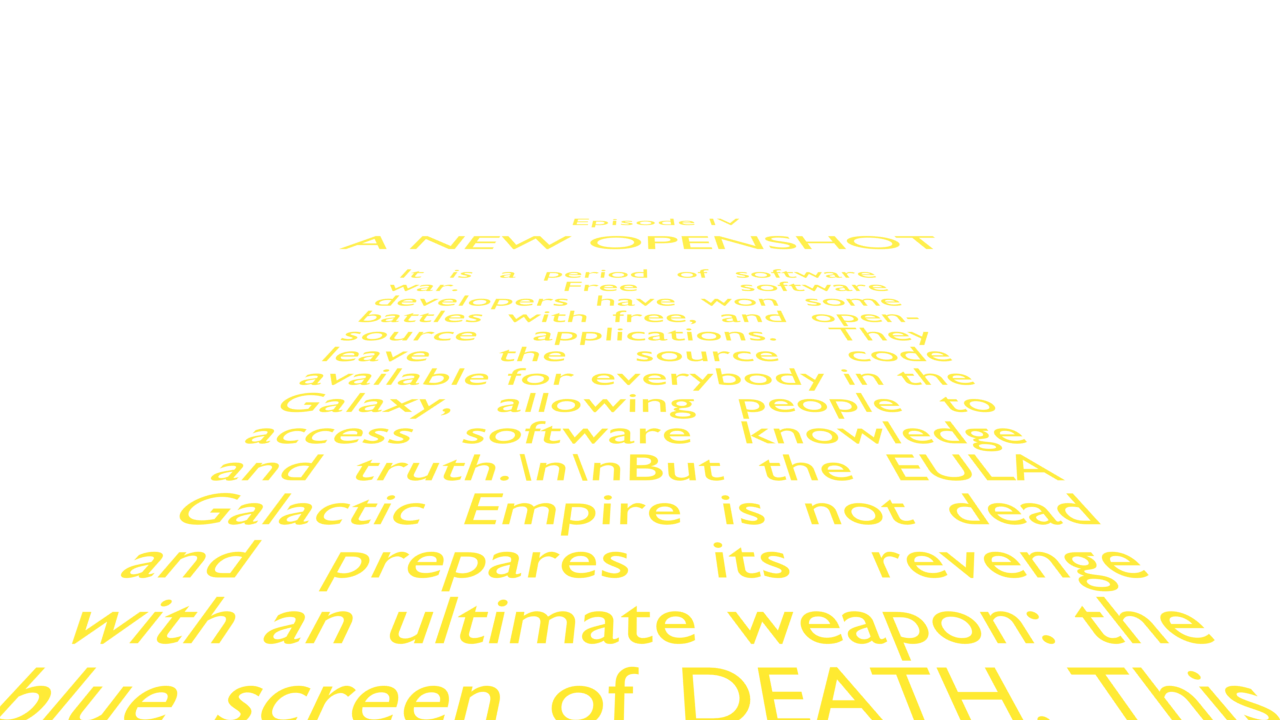 Episode IV
A NEW OPENSHOT
It is a period of software
war. Free software
developers have won some
battles with free, and open-
source applications. They
leave the source code
available for everybody in the
Galaxy, allowing people to
access software knowledge
and truth.\n\nBut the EULA
Galactic Empire is not dead
and prepares its revenge
with an ultimate weapon: the
blue screen of DEATH. This